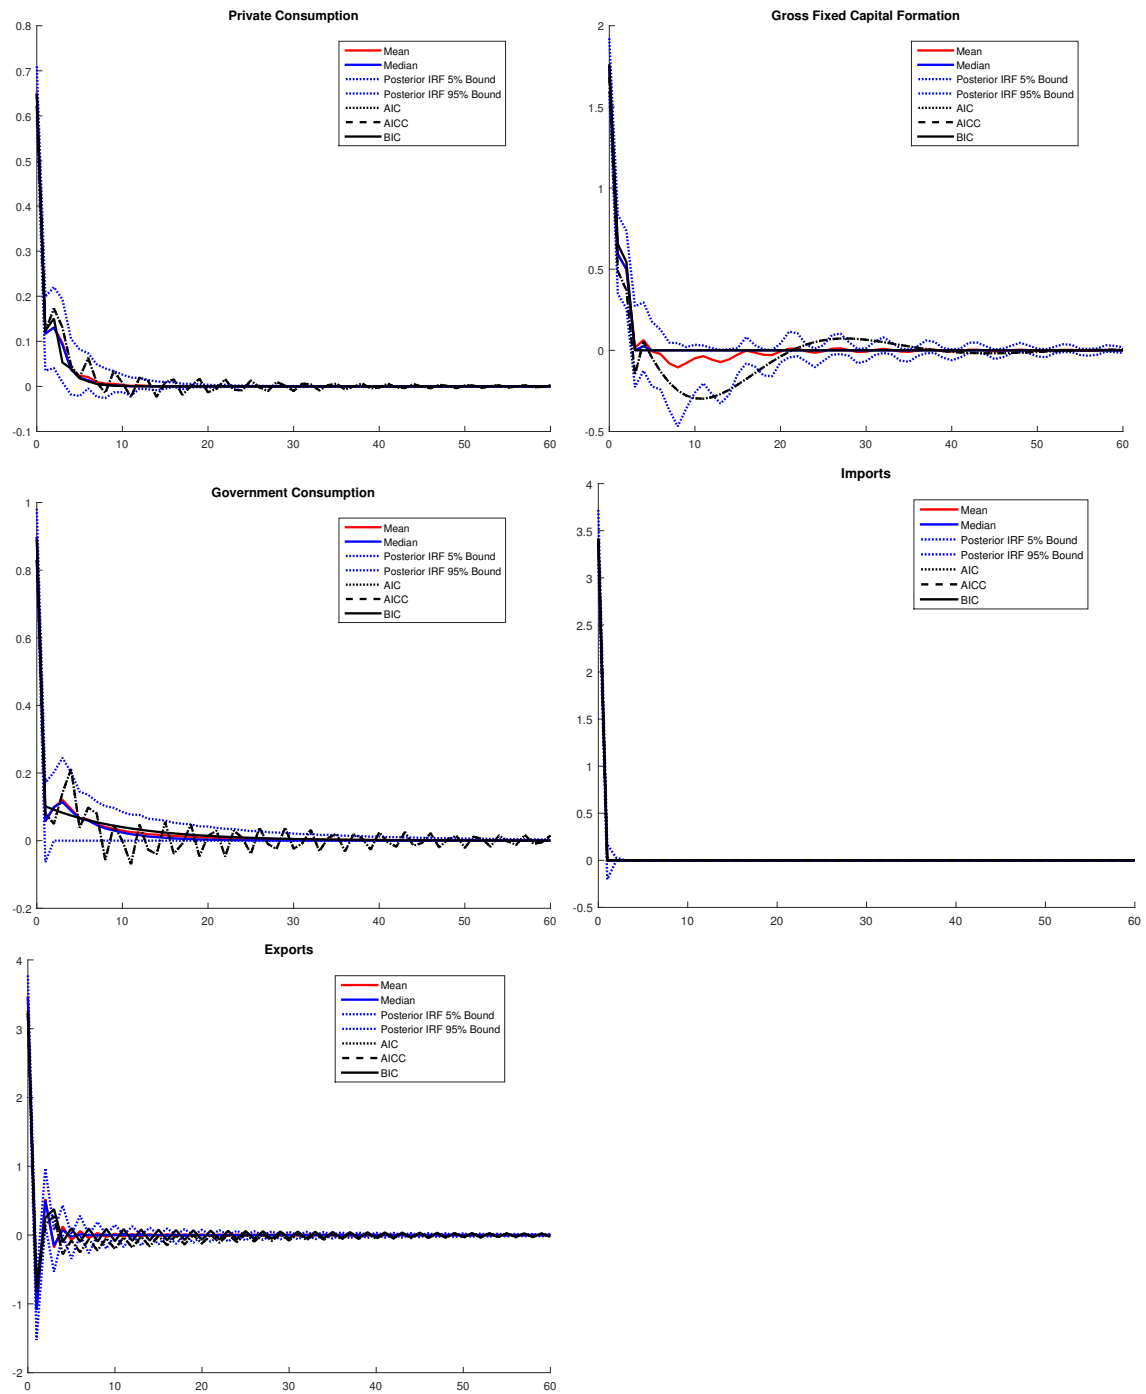 Private Consumption
0.8
0.7
0.6
0.5
0.4
0.3
0.2
0.1
0
-0.1
0 10 20 30 40 50 60
Mean
Median
Posterior IRF 5% Bound
Posterior IRF 95% Bound
AIC
AICC
BIC
Gross Fixed Capital Formation
2
1.5
1
0.5
0
-0.5
0 10 20 30 40 50 60
Mean
Median
Posterior IRF 5% Bound
Posterior IRF 95% Bound
AIC
AICC
BIC
Government Consumption
1
0.8
0.6
0.4
0.2
0
-0.2
0 10 20 30 40 50 60
Mean
Median
Posterior IRF 5% Bound
Posterior IRF 95% Bound
AIC
AICC
BIC
Imports
4
3.5
3
2.5
2
1.5
1
0.5
0
-0.5
0 10 20 30 40 50 60
Mean
Median
Posterior IRF 5% Bound
Posterior IRF 95% Bound
AIC
AICC
BIC
Exports
4
3
2
1
0
-1
-2
0 10 20 30 40 50 60
Mean
Median
Posterior IRF 5% Bound
Posterior IRF 95% Bound
AIC
AICC
BIC